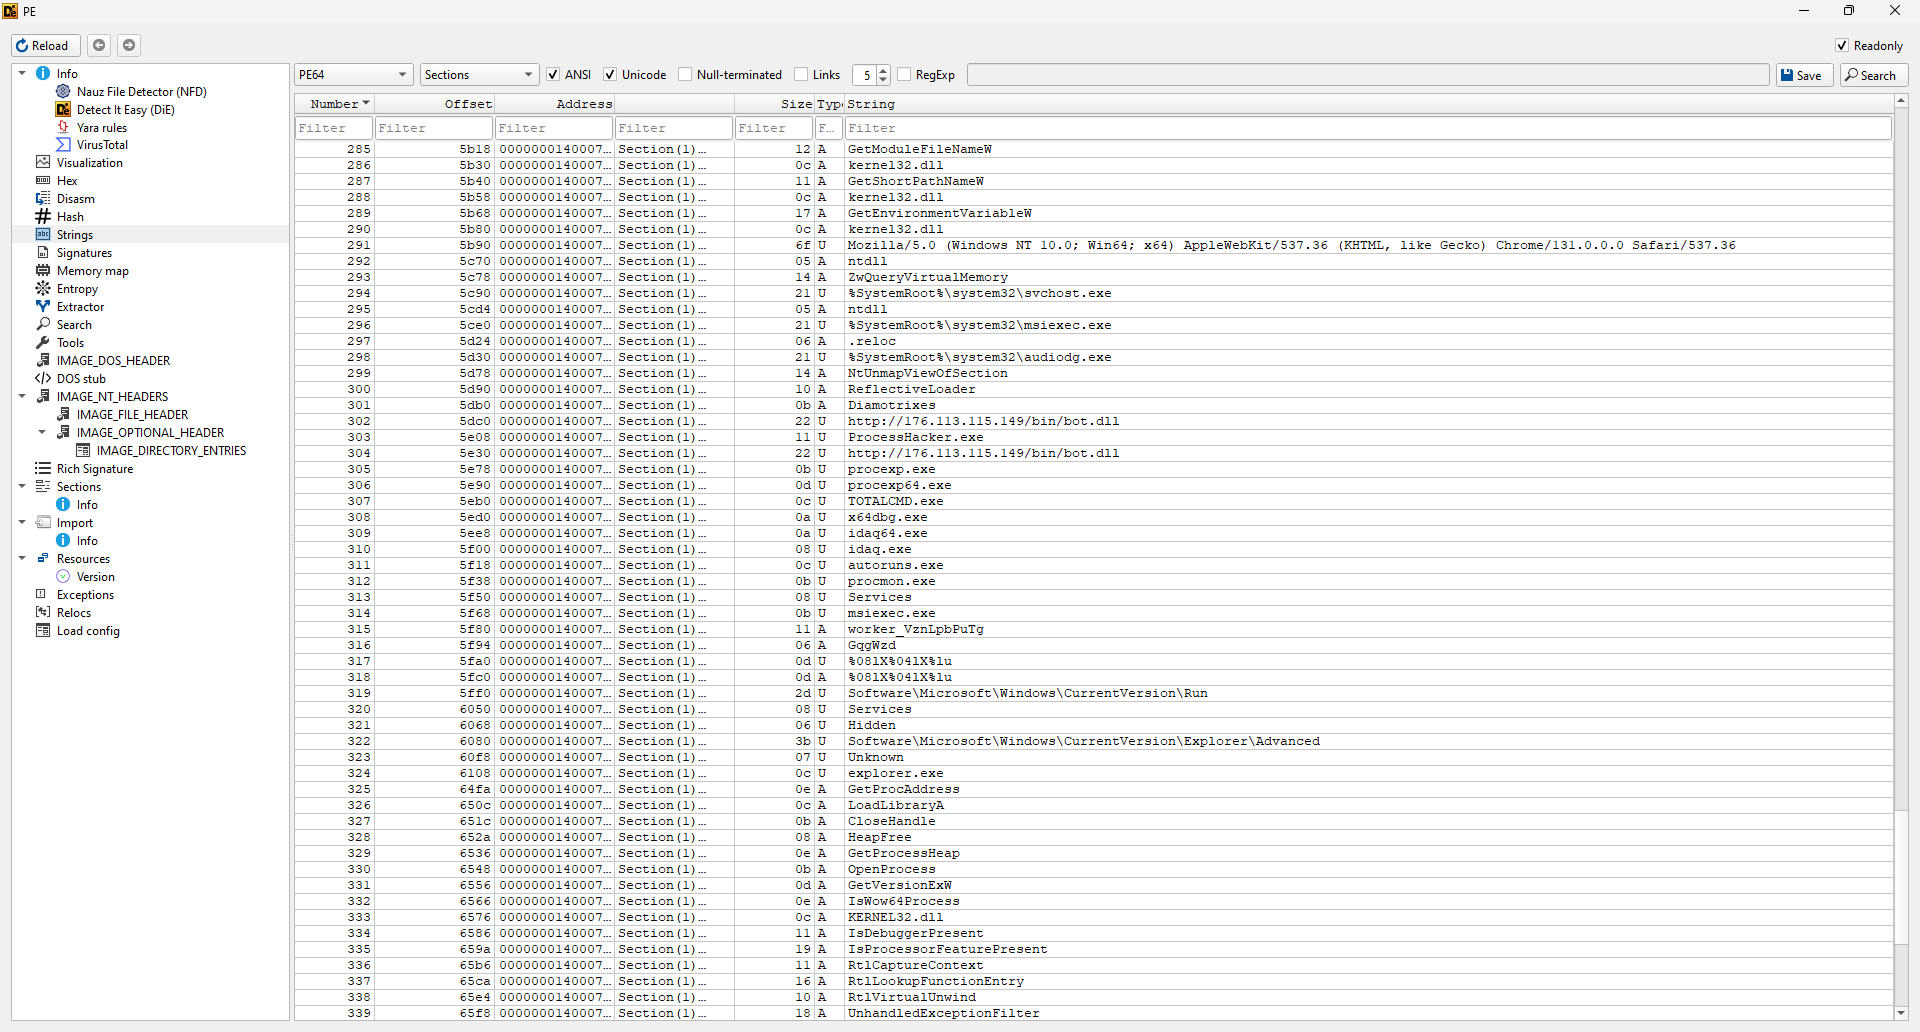 PE
Reload
Readonly
Info
Nauz File Detector (NFD)
Detect It Easy (DiE)
Yara rules
VirusTotal
Visualization
Hex
Disasm
Hash
Strings
Signatures
Memory map
Entropy
Extractor
Search
Tools
IMAGE_DOS_HEADER
DOS stub
IMAGE_NT_HEADERS
IMAGE_FILE_HEADER
IMAGE_OPTIONAL_HEADER
IMAGE_DIRECTORY_ENTRIES
Rich Signature
Sections
Info
Import
Info
Resources
Version
Exceptions
Relocs
Load config
PE64 Sections ANSI Unicode Null-terminated Links 5 RegExp Save Search
Number Offset Address Size Type String
Filter Filter Filter Filter Filter F... Filter
285 5b18 0000000140007... Section(1)... 12 A GetModuleFileNameW
286 5b30 0000000140007... Section(1)... 0c A kernel32.dll
287 5b40 0000000140007... Section(1)... 11 A GetShortPathNameW
288 5b58 0000000140007... Section(1)... 0c A kernel32.dll
289 5b68 0000000140007... Section(1)... 17 A GetEnvironmentVariableW
290 5b80 0000000140007... Section(1)... 0c A kernel32.dll
291 5b90 0000000140007... Section(1)... 6f U Mozilla/5.0 (Windows NT 10.0; Win64; x64) AppleWebKit/537.36 (KHTML, like Gecko) Chrome/131.0.0.0 Safari/537.36
292 5c70 0000000140007... Section(1)... 05 A ntdll
293 5c78 0000000140007... Section(1)... 14 A ZwQueryVirtualMemory
294 5c90 0000000140007... Section(1)... 21 U %SystemRoot%\system32\svchost.exe
295 5cd4 0000000140007... Section(1)... 05 A ntdll
296 5ce0 0000000140007... Section(1)... 21 U %SystemRoot%\system32\msiexec.exe
297 5d24 0000000140007... Section(1)... 06 A .reloc
298 5d30 0000000140007... Section(1)... 21 U %SystemRoot%\system32\audiodg.exe
299 5d78 0000000140007... Section(1)... 14 A NtUnmapViewOfSection
300 5d90 0000000140007... Section(1)... 10 A ReflectiveLoader
301 5db0 0000000140007... Section(1)... 0b A Diamotrixes
302 5dc0 0000000140007... Section(1)... 22 U http://176.113.115.149/bin/bot.dll
303 5e08 0000000140007... Section(1)... 11 U ProcessHacker.exe
304 5e30 0000000140007... Section(1)... 22 U http://176.113.115.149/bin/bot.dll
305 5e78 0000000140007... Section(1)... 0b U procexp.exe
306 5e90 0000000140007... Section(1)... 0d U procexp64.exe
307 5eb0 0000000140007... Section(1)... 0c U TOTALCMD.exe
308 5ed0 0000000140007... Section(1)... 0a U x64dbg.exe
309 5ee8 0000000140007... Section(1)... 0a U idaq64.exe
310 5f00 0000000140007... Section(1)... 08 U idaq.exe
311 5f18 0000000140007... Section(1)... 0c U autoruns.exe
312 5f38 0000000140007... Section(1)... 0b U procmon.exe
313 5f50 0000000140007... Section(1)... 08 U Services
314 5f68 0000000140007... Section(1)... 0b U msiexec.exe
315 5f80 0000000140007... Section(1)... 11 A worker_VznLpbPuTg
316 5f94 0000000140007... Section(1)... 06 A GqgWzd
317 5fa0 0000000140007... Section(1)... 0d U %08lX%04lX%lu
318 5fc0 0000000140007... Section(1)... 0d A %08lX%04lX%lu
319 5ff0 0000000140007... Section(1)... 2d U Software\Microsoft\Windows\CurrentVersion\Run
320 6050 0000000140007... Section(1)... 08 U Services
321 6068 0000000140007... Section(1)... 06 U Hidden
322 6080 0000000140007... Section(1)... 3b U Software\Microsoft\Windows\CurrentVersion\Explorer\Advanced
323 60f8 0000000140007... Section(1)... 07 U Unknown
324 6108 0000000140007... Section(1)... 0c U explorer.exe
325 64fa 0000000140007... Section(1)... 0e A GetProcAddress
326 650c 0000000140007... Section(1)... 0c A LoadLibraryA
327 651c 0000000140007... Section(1)... 0b A CloseHandle
328 652a 0000000140007... Section(1)... 08 A HeapFree
329 6536 0000000140007... Section(1)... 0e A GetProcessHeap
330 6548 0000000140007... Section(1)... 0b A OpenProcess
331 6556 0000000140007... Section(1)... 0d A GetVersionExW
332 6566 0000000140007... Section(1)... 0e A IsWow64Process
333 6576 0000000140007... Section(1)... 0c A KERNEL32.dll
334 6586 0000000140007... Section(1)... 11 A IsDebuggerPresent
335 659a 0000000140007... Section(1)... 19 A IsProcessorFeaturePresent
336 65b6 0000000140007... Section(1)... 11 A RtlCaptureContext
337 65ca 0000000140007... Section(1)... 16 A RtlLookupFunctionEntry
338 65e4 0000000140007... Section(1)... 10 A RtlVirtualUnwind
339 65f8 0000000140007... Section(1)... 18 A UnhandledExceptionFilter